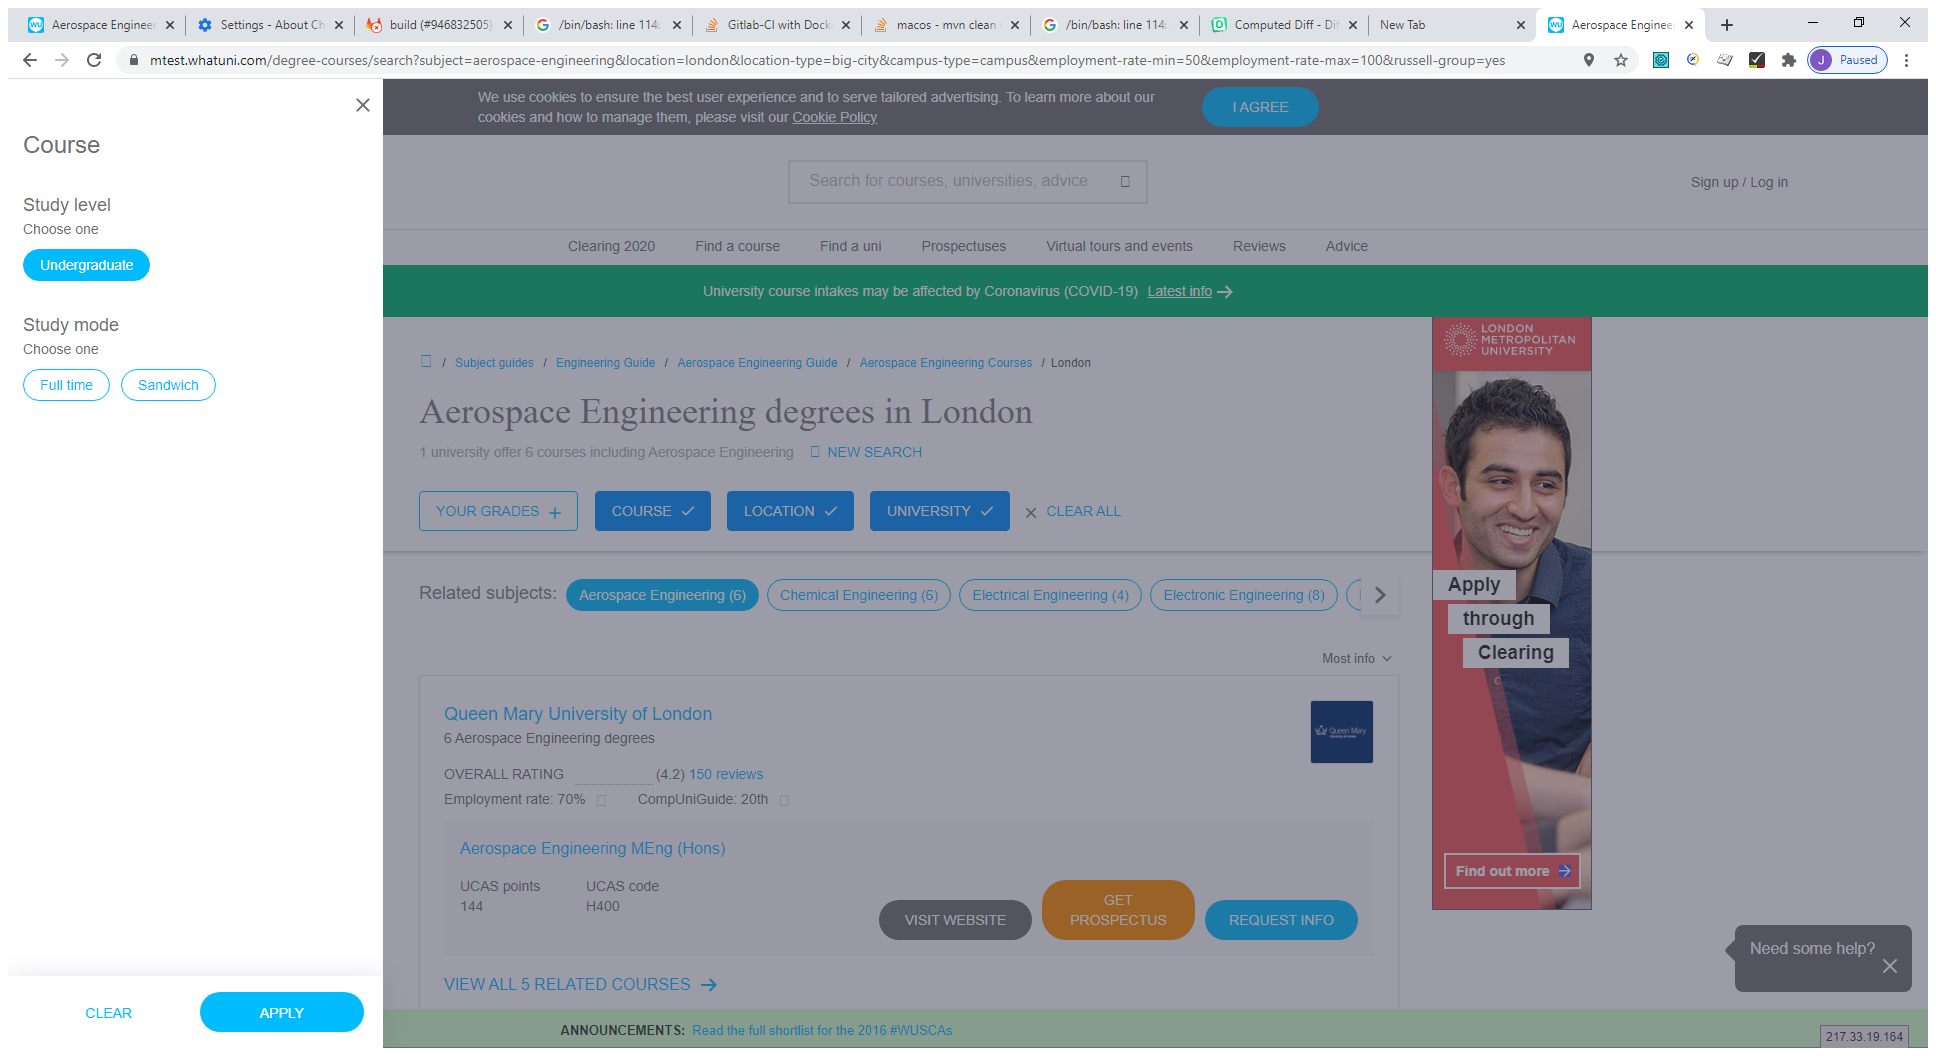 Aerospace Engineer
Settings - About Ch
build (#946832505)
/bin/bash: line 114:
Gitlab-CI with Dock
macos - mvn clean
/bin/bash: line 114:
Computed Diff - Dif
New Tab
Aerospace Enginee
mtest.whatuni.com/degree-courses/search?subject=aerospace-engineering&location=london&location-type=big-city&campus-type=campus&employment-rate-min=50&employment-rate-max=100&russell-group=yes
J Paused
Course
Study level
Choose one
Undergraduate
Study mode
Choose one
Full time
Sandwich
CLEAR
APPLY
We use cookies to ensure the best user experience and to serve tailored advertising. To learn more about our
cookies and how to manage them, please visit our Cookie Policy
I AGREE
Search for courses, universities, advice
Sign up / Log in
Clearing 2020
Find a course
Find a uni
Prospectuses
Virtual tours and events
Reviews
Advice
University course intakes may be affected by Coronavirus (COVID-19) Latest info
/ Subject guides / Engineering Guide / Aerospace Engineering Guide / Aerospace Engineering Courses / London
Aerospace Engineering degrees in London
1 university offer 6 courses including Aerospace Engineering
NEW SEARCH
YOUR GRADES
COURSE
LOCATION
UNIVERSITY
CLEAR ALL
Related subjects:
Aerospace Engineering (6)
Chemical Engineering (6)
Electrical Engineering (4)
Electronic Engineering (8)
Most info
Queen Mary University of London
6 Aerospace Engineering degrees
Queen Mary
OVERALL RATING (4.2) 150 reviews
Employment rate: 70%
CompUniGuide: 20th
Aerospace Engineering MEng (Hons)
UCAS points
144
UCAS code
H400
VISIT WEBSITE
GET
PROSPECTUS
REQUEST INFO
VIEW ALL 5 RELATED COURSES
LONDON
METROPOLITAN
UNIVERSITY
Apply
through
Clearing
Find out more
Need some help?
ANNOUNCEMENTS: Read the full shortlist for the 2016 #WUSCAs
217.33.19.164